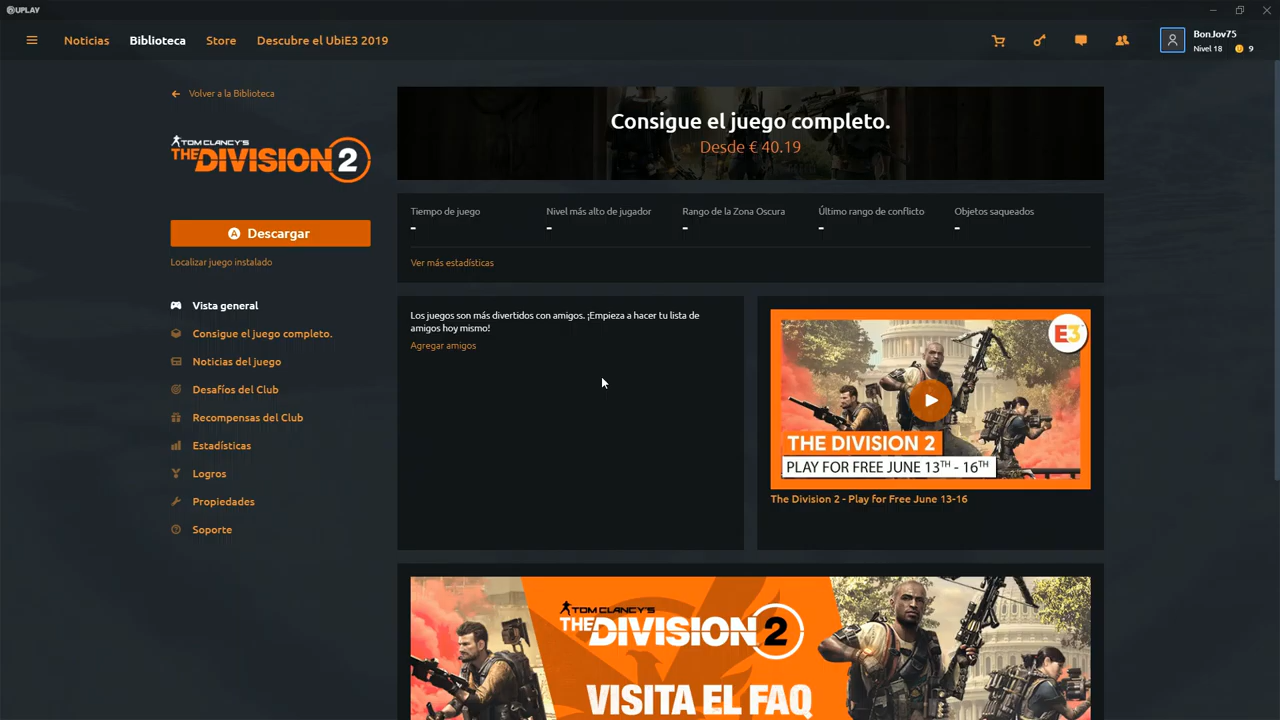 UPLAY
Noticias
Biblioteca
Store
Descubre el UbiE3 2019
BonJov75
Nivel 18
9
Volver a la Biblioteca
TOM CLANCY'S
THE DIVISION 2
Descargar
Localizar juego instalado
Vista general
Consigue el juego completo.
Noticias del juego
Desafíos del Club
Recompensas del Club
Estadísticas
Logros
Propiedades
Soporte
Consigue el juego completo.
Desde € 40.19
Tiempo de juego
-
Nivel más alto de jugador
-
Rango de la Zona Oscura
-
Último rango de conflicto
-
Objetos saqueados
-
Ver más estadísticas
Los juegos son más divertidos con amigos. ¡Empieza a hacer tu lista de
amigos hoy mismo!
Agregar amigos
E3
THE DIVISION 2
PLAY FOR FREE JUNE 13TH - 16TH
The Division 2 - Play for Free June 13-16
TOM CLANCY'S
THE DIVISION 2
VISITA EL FAQ